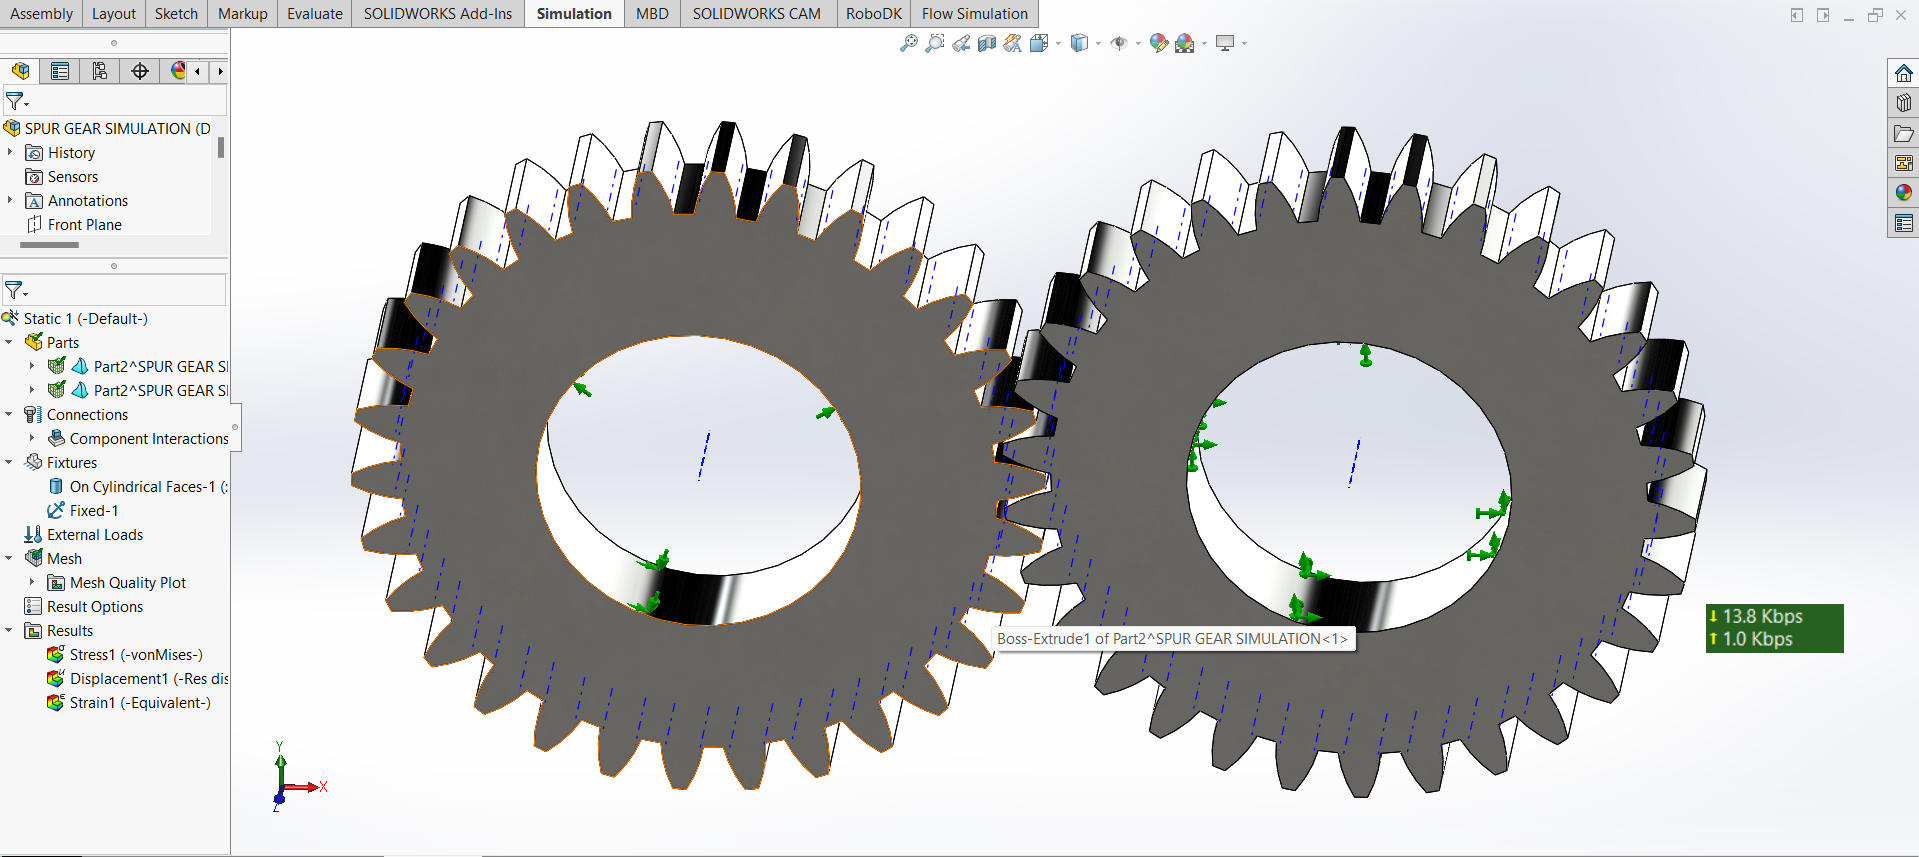 Assembly Layout Sketch Markup Evaluate SOLIDWORKS Add-Ins Simulation MBD SOLIDWORKS CAM RoboDK Flow Simulation
SPUR GEAR SIMULATION (D
History
Sensors
A Annotations
Front Plane
Static 1 (-Default-)
Parts
Part2^SPUR GEAR SI
Part2^SPUR GEAR SI
Connections
Component Interactions
Fixtures
On Cylindrical Faces-1 (:
Fixed-1
External Loads
Mesh
Mesh Quality Plot
Result Options
Results
Stress1 (-vonMises-)
Displacement1 (-Res dis
Strain1 (-Equivalent-)
Boss-Extrude1 of Part2^SPUR GEAR SIMULATION<1>
13.8 Kbps
1.0 Kbps
Y
X
Z